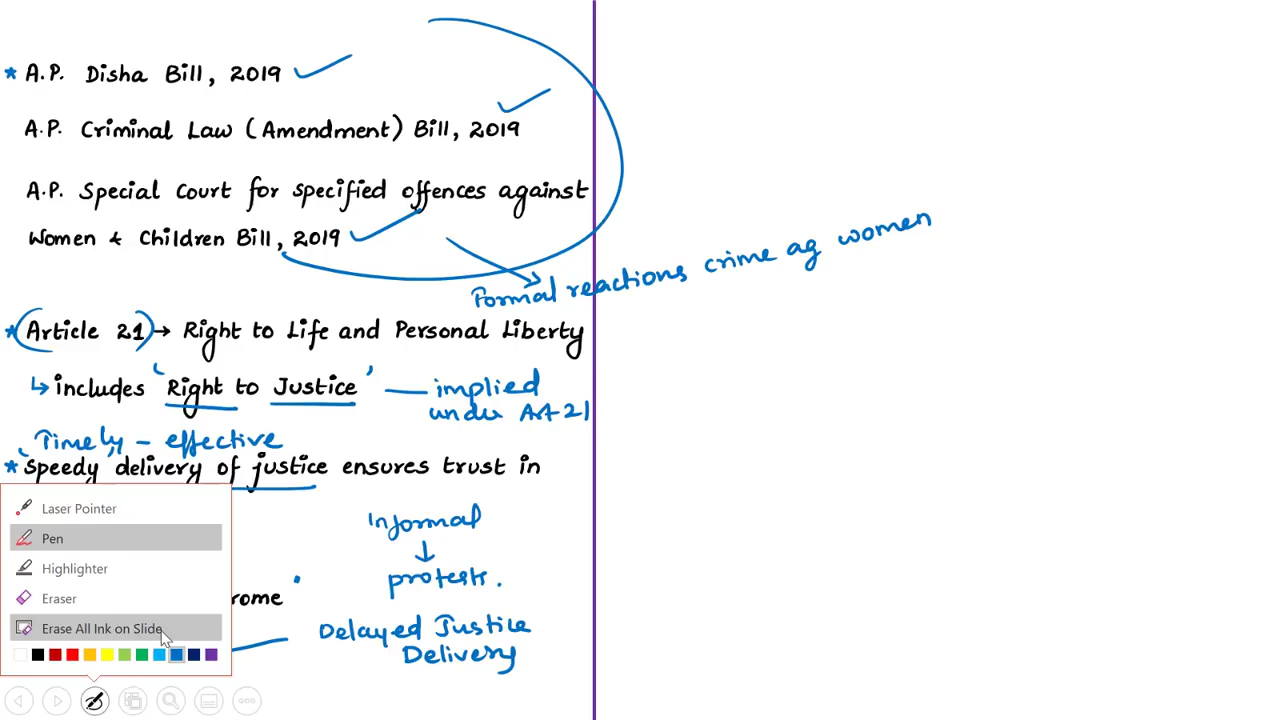 * A.P. Disha Bill, 2019
A.P. Criminal Law (Amendment) Bill, 2019
A.P. Special Court for specified offences against
Women & Children Bill, 2019
Formal reactions crime ag women
* (Article 21) → Right to Life and Personal Liberty
↳ includes 'Right to Justice' — implied
under Art 21
'Timely, - effective
* speedy delivery of justice ensures trust in
Laser Pointer
Pen
Highlighter
Eraser
Erase All Ink on Slide
Informal
↓
protests.
rome
Delayed Justice
Delivery